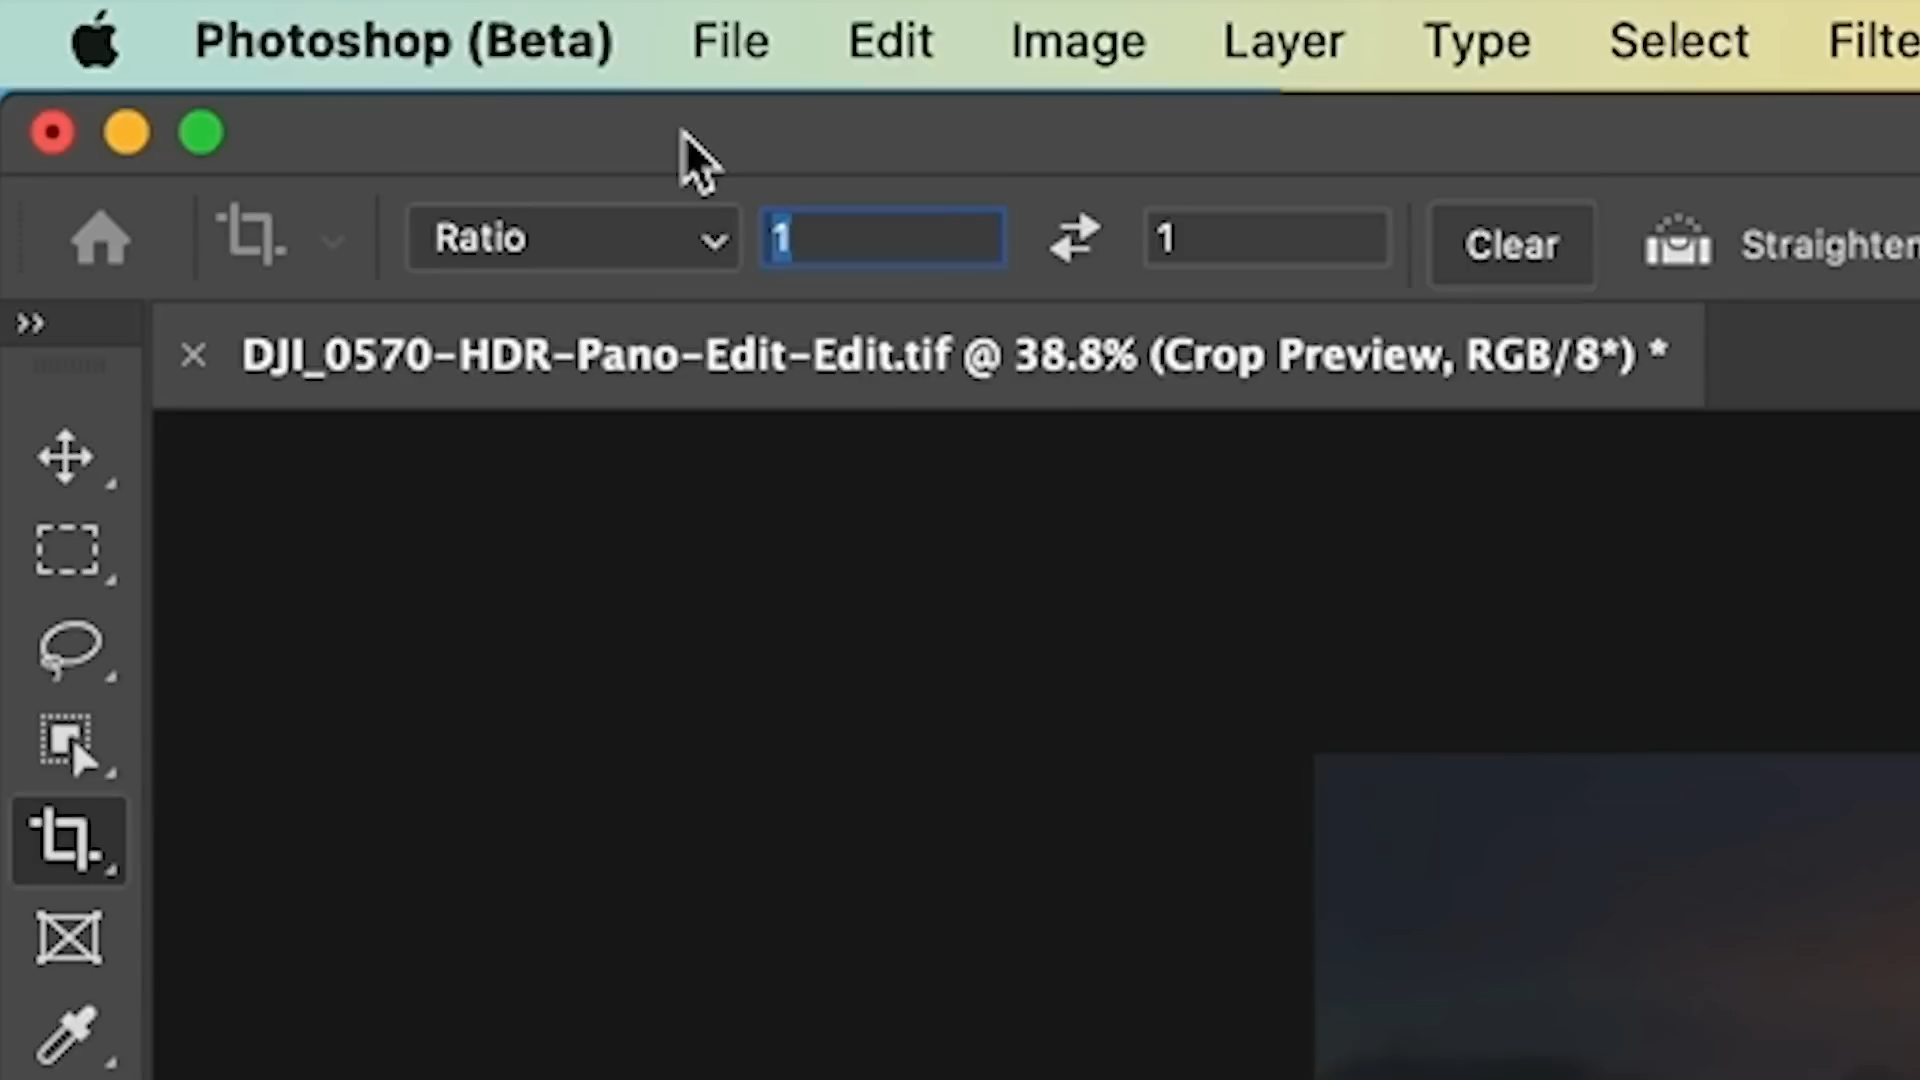 Photoshop (Beta) File Edit Image Layer Type Select Filte
Ratio 1 1 Clear Straighten
DJI_0570-HDR-Pano-Edit-Edit.tif @ 38.8% (Crop Preview, RGB/8*) *